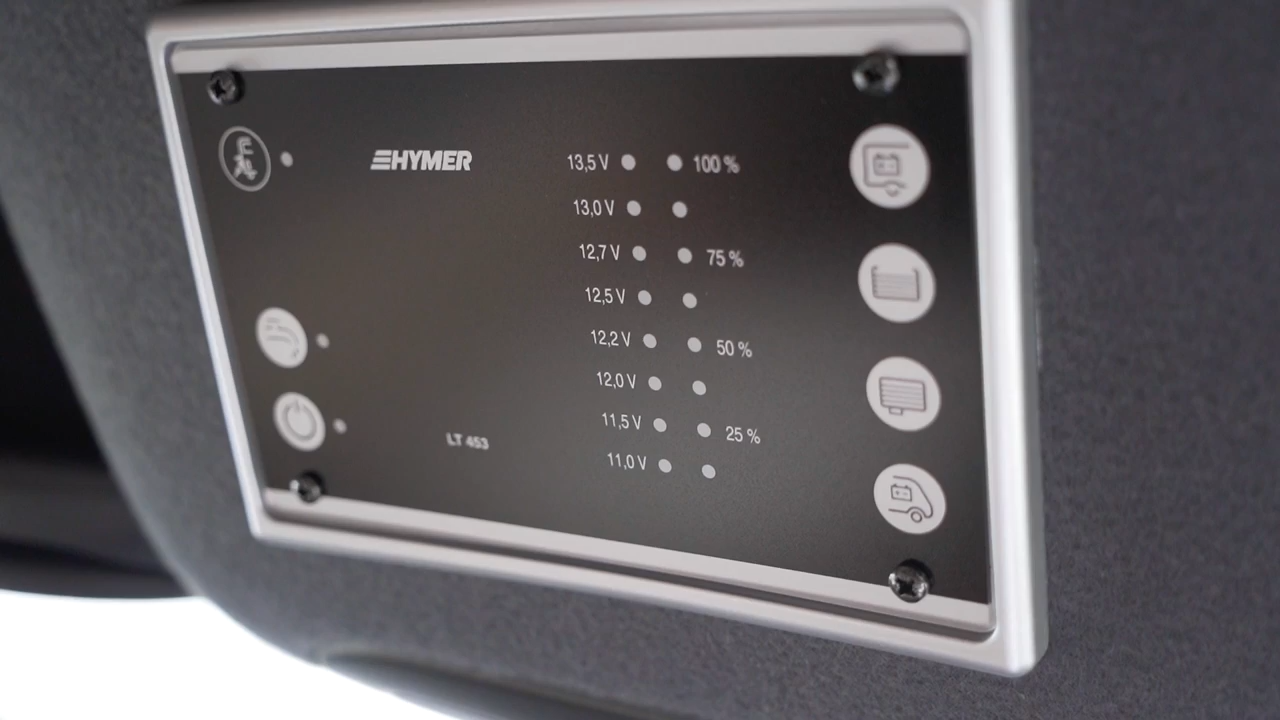 HYMER
13,5 V 100 %
13,0 V
12,7 V 75 %
12,5 V
12,2 V 50 %
12,0 V
11,5 V 25 %
11,0 V
LT 453